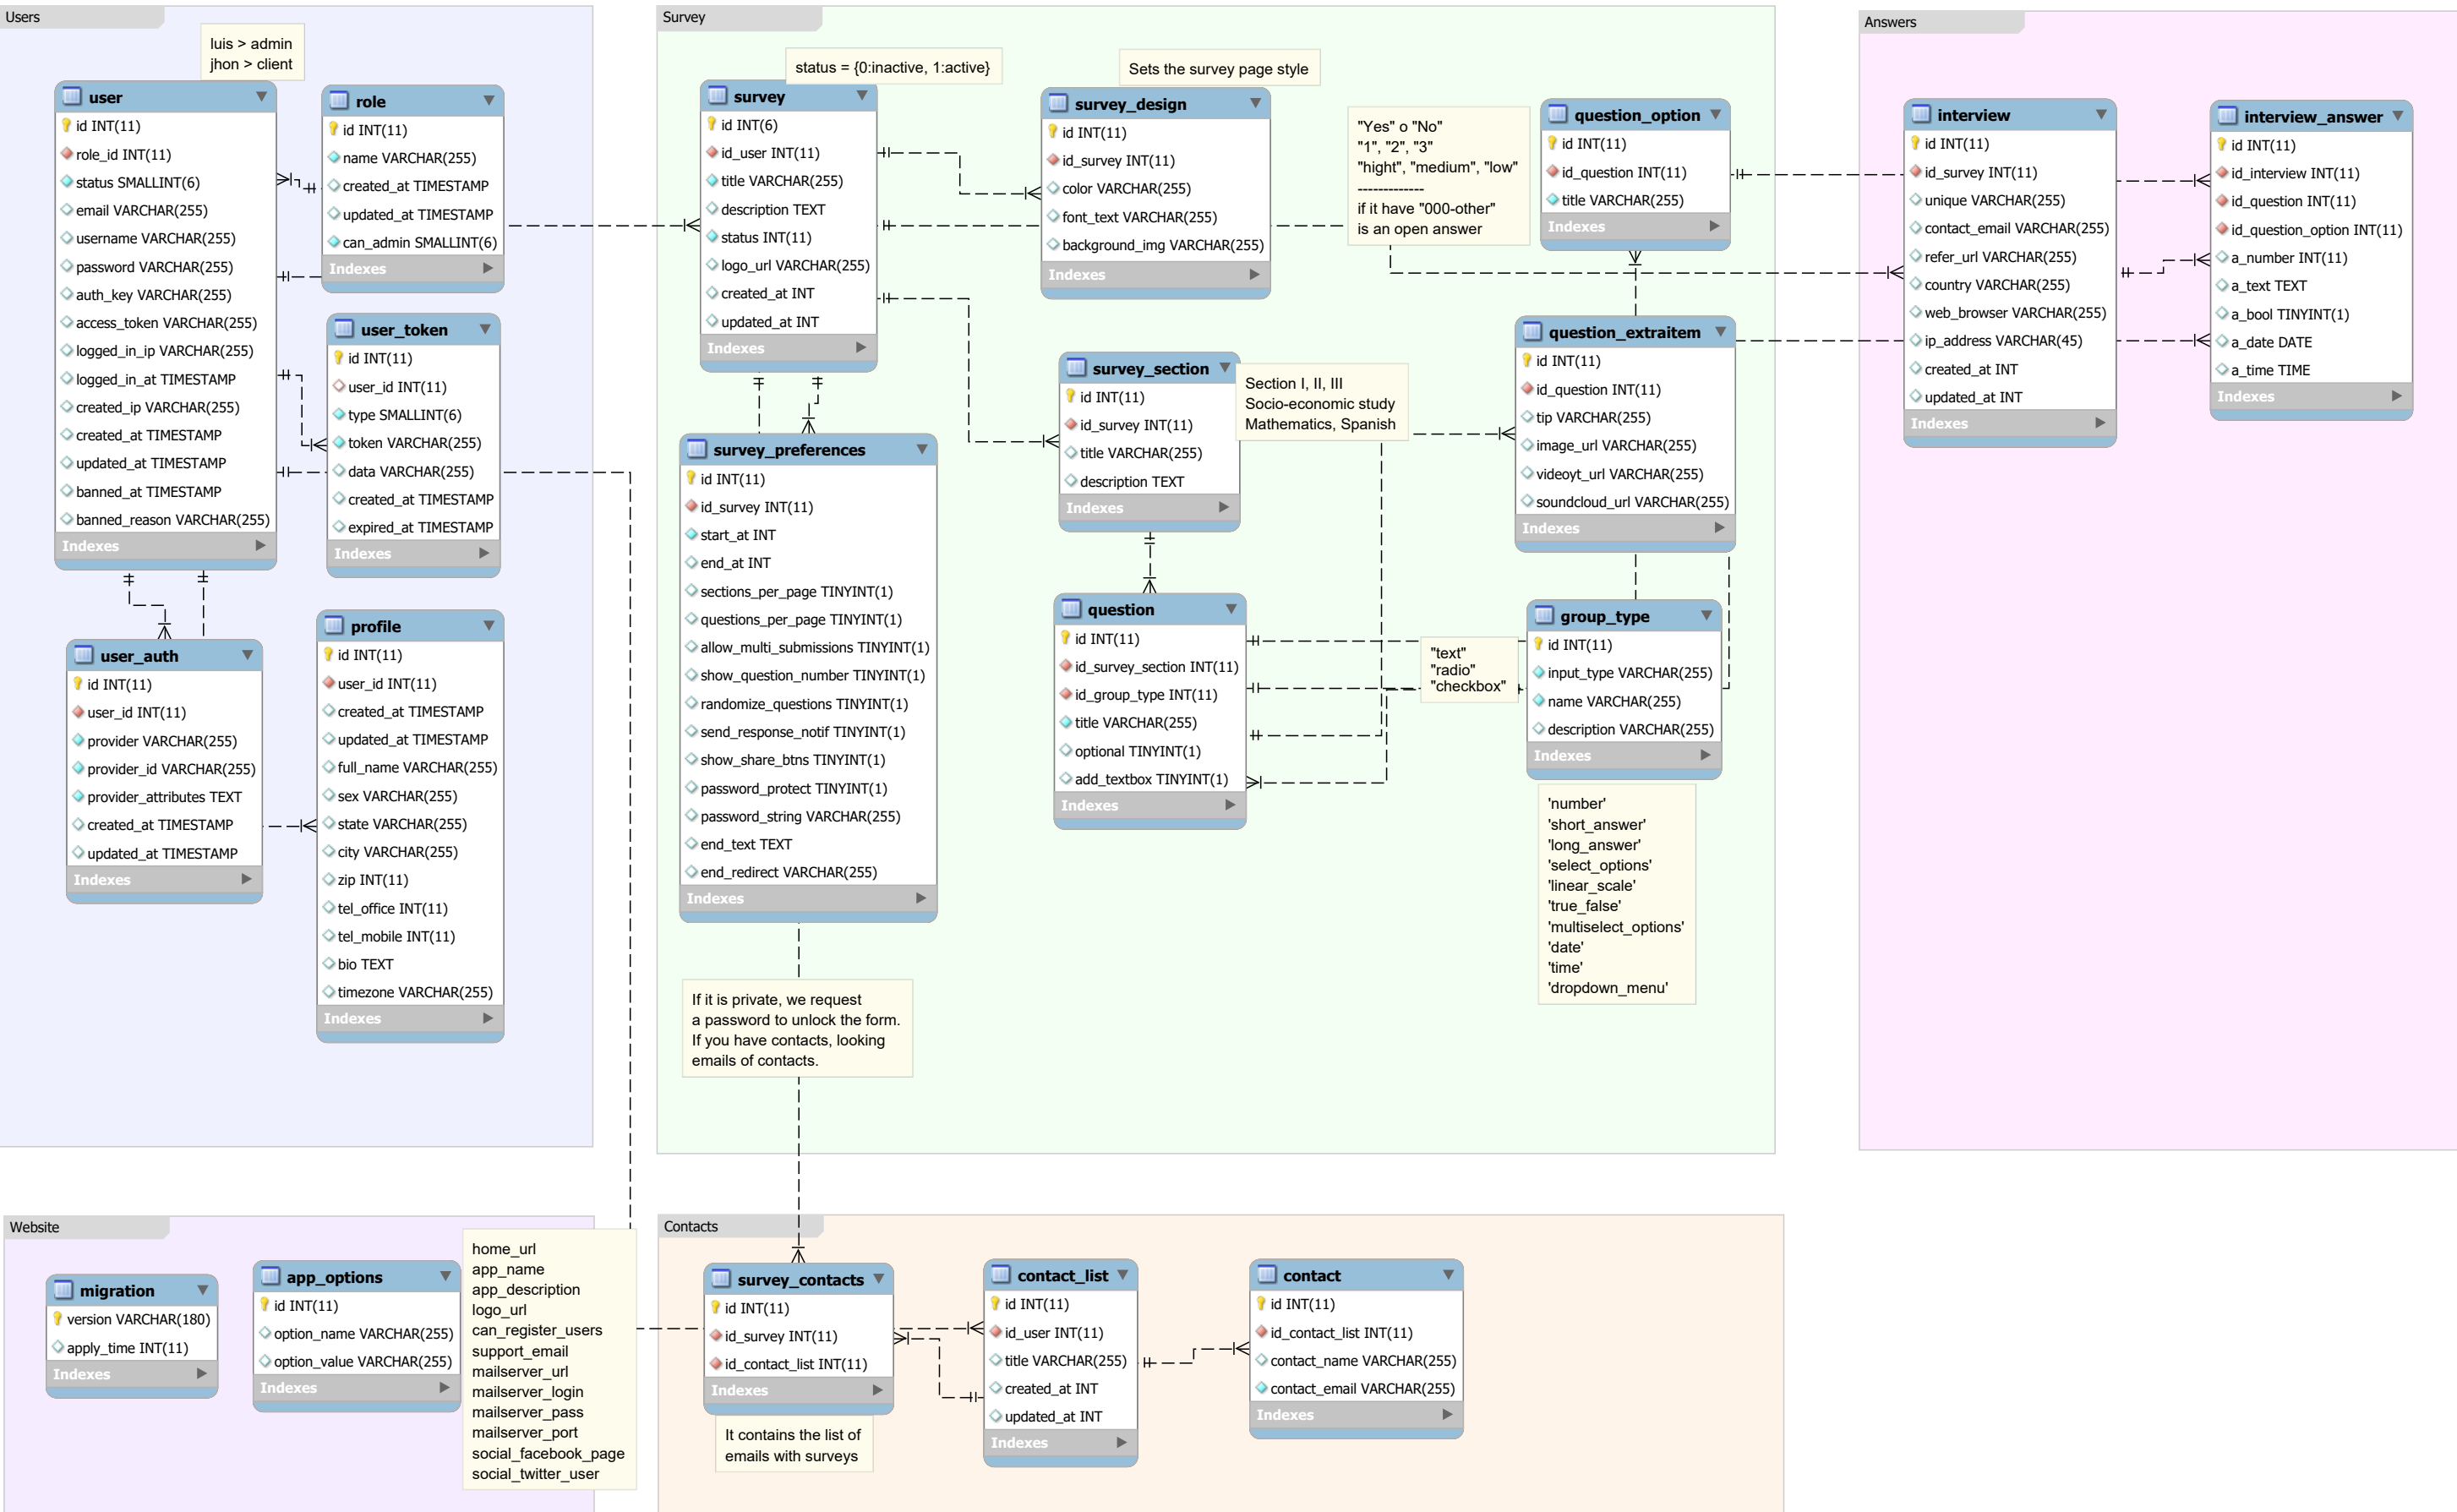 Users
luis > admin
jhon > client
user
id INT(11)
role_id INT(11)
status SMALLINT(6)
email VARCHAR(255)
username VARCHAR(255)
password VARCHAR(255)
auth_key VARCHAR(255)
access_token VARCHAR(255)
logged_in_ip VARCHAR(255)
logged_in_at TIMESTAMP
created_ip VARCHAR(255)
created_at TIMESTAMP
updated_at TIMESTAMP
banned_at TIMESTAMP
banned_reason VARCHAR(255)
Indexes
role
id INT(11)
name VARCHAR(255)
created_at TIMESTAMP
updated_at TIMESTAMP
can_admin SMALLINT(6)
Indexes
user_token
id INT(11)
user_id INT(11)
type SMALLINT(6)
token VARCHAR(255)
data VARCHAR(255)
created_at TIMESTAMP
expired_at TIMESTAMP
Indexes
user_auth
id INT(11)
user_id INT(11)
provider VARCHAR(255)
provider_id VARCHAR(255)
provider_attributes TEXT
created_at TIMESTAMP
updated_at TIMESTAMP
Indexes
profile
id INT(11)
user_id INT(11)
created_at TIMESTAMP
updated_at TIMESTAMP
full_name VARCHAR(255)
sex VARCHAR(255)
state VARCHAR(255)
city VARCHAR(255)
zip INT(11)
tel_office INT(11)
tel_mobile INT(11)
bio TEXT
timezone VARCHAR(255)
Indexes
Survey
status = {0:inactive, 1:active}
survey
id INT(6)
id_user INT(11)
title VARCHAR(255)
description TEXT
status INT(11)
logo_url VARCHAR(255)
created_at INT
updated_at INT
Indexes
Sets the survey page style
survey_design
id INT(11)
id_survey INT(11)
color VARCHAR(255)
font_text VARCHAR(255)
background_img VARCHAR(255)
Indexes
"Yes" o "No"
"1", "2", "3"
"hight", "medium", "low"
-------------
if it have "000-other"
is an open answer
question_option
id INT(11)
id_question INT(11)
title VARCHAR(255)
Indexes
survey_preferences
id INT(11)
id_survey INT(11)
start_at INT
end_at INT
sections_per_page TINYINT(1)
questions_per_page TINYINT(1)
allow_multi_submissions TINYINT(1)
show_question_number TINYINT(1)
randomize_questions TINYINT(1)
send_response_notif TINYINT(1)
show_share_btns TINYINT(1)
password_protect TINYINT(1)
password_string VARCHAR(255)
end_text TEXT
end_redirect VARCHAR(255)
Indexes
If it is private, we request
a password to unlock the form.
If you have contacts, looking
emails of contacts.
survey_section
id INT(11)
id_survey INT(11)
title VARCHAR(255)
description TEXT
Indexes
Section I, II, III
Socio-economic study
Mathematics, Spanish
question_extraitem
id INT(11)
id_question INT(11)
tip VARCHAR(255)
image_url VARCHAR(255)
videoyt_url VARCHAR(255)
soundcloud_url VARCHAR(255)
Indexes
question
id INT(11)
id_survey_section INT(11)
id_group_type INT(11)
title VARCHAR(255)
optional TINYINT(1)
add_textbox TINYINT(1)
Indexes
"text"
"radio"
"checkbox"
group_type
id INT(11)
input_type VARCHAR(255)
name VARCHAR(255)
description VARCHAR(255)
Indexes
'number'
'short_answer'
'long_answer'
'select_options'
'linear_scale'
'true_false'
'multiselect_options'
'date'
'time'
'dropdown_menu'
Answers
interview
id INT(11)
id_survey INT(11)
unique VARCHAR(255)
contact_email VARCHAR(255)
refer_url VARCHAR(255)
country VARCHAR(255)
web_browser VARCHAR(255)
ip_address VARCHAR(45)
created_at INT
updated_at INT
Indexes
interview_answer
id INT(11)
id_interview INT(11)
id_question INT(11)
id_question_option INT(11)
a_number INT(11)
a_text TEXT
a_bool TINYINT(1)
a_date DATE
a_time TIME
Indexes
Website
migration
version VARCHAR(180)
apply_time INT(11)
Indexes
app_options
id INT(11)
option_name VARCHAR(255)
option_value VARCHAR(255)
Indexes
home_url
app_name
app_description
logo_url
can_register_users
support_email
mailserver_url
mailserver_login
mailserver_pass
mailserver_port
social_facebook_page
social_twitter_user
Contacts
survey_contacts
id INT(11)
id_survey INT(11)
id_contact_list INT(11)
Indexes
It contains the list of
emails with surveys
contact_list
id INT(11)
id_user INT(11)
title VARCHAR(255)
created_at INT
updated_at INT
Indexes
contact
id INT(11)
id_contact_list INT(11)
contact_name VARCHAR(255)
contact_email VARCHAR(255)
Indexes